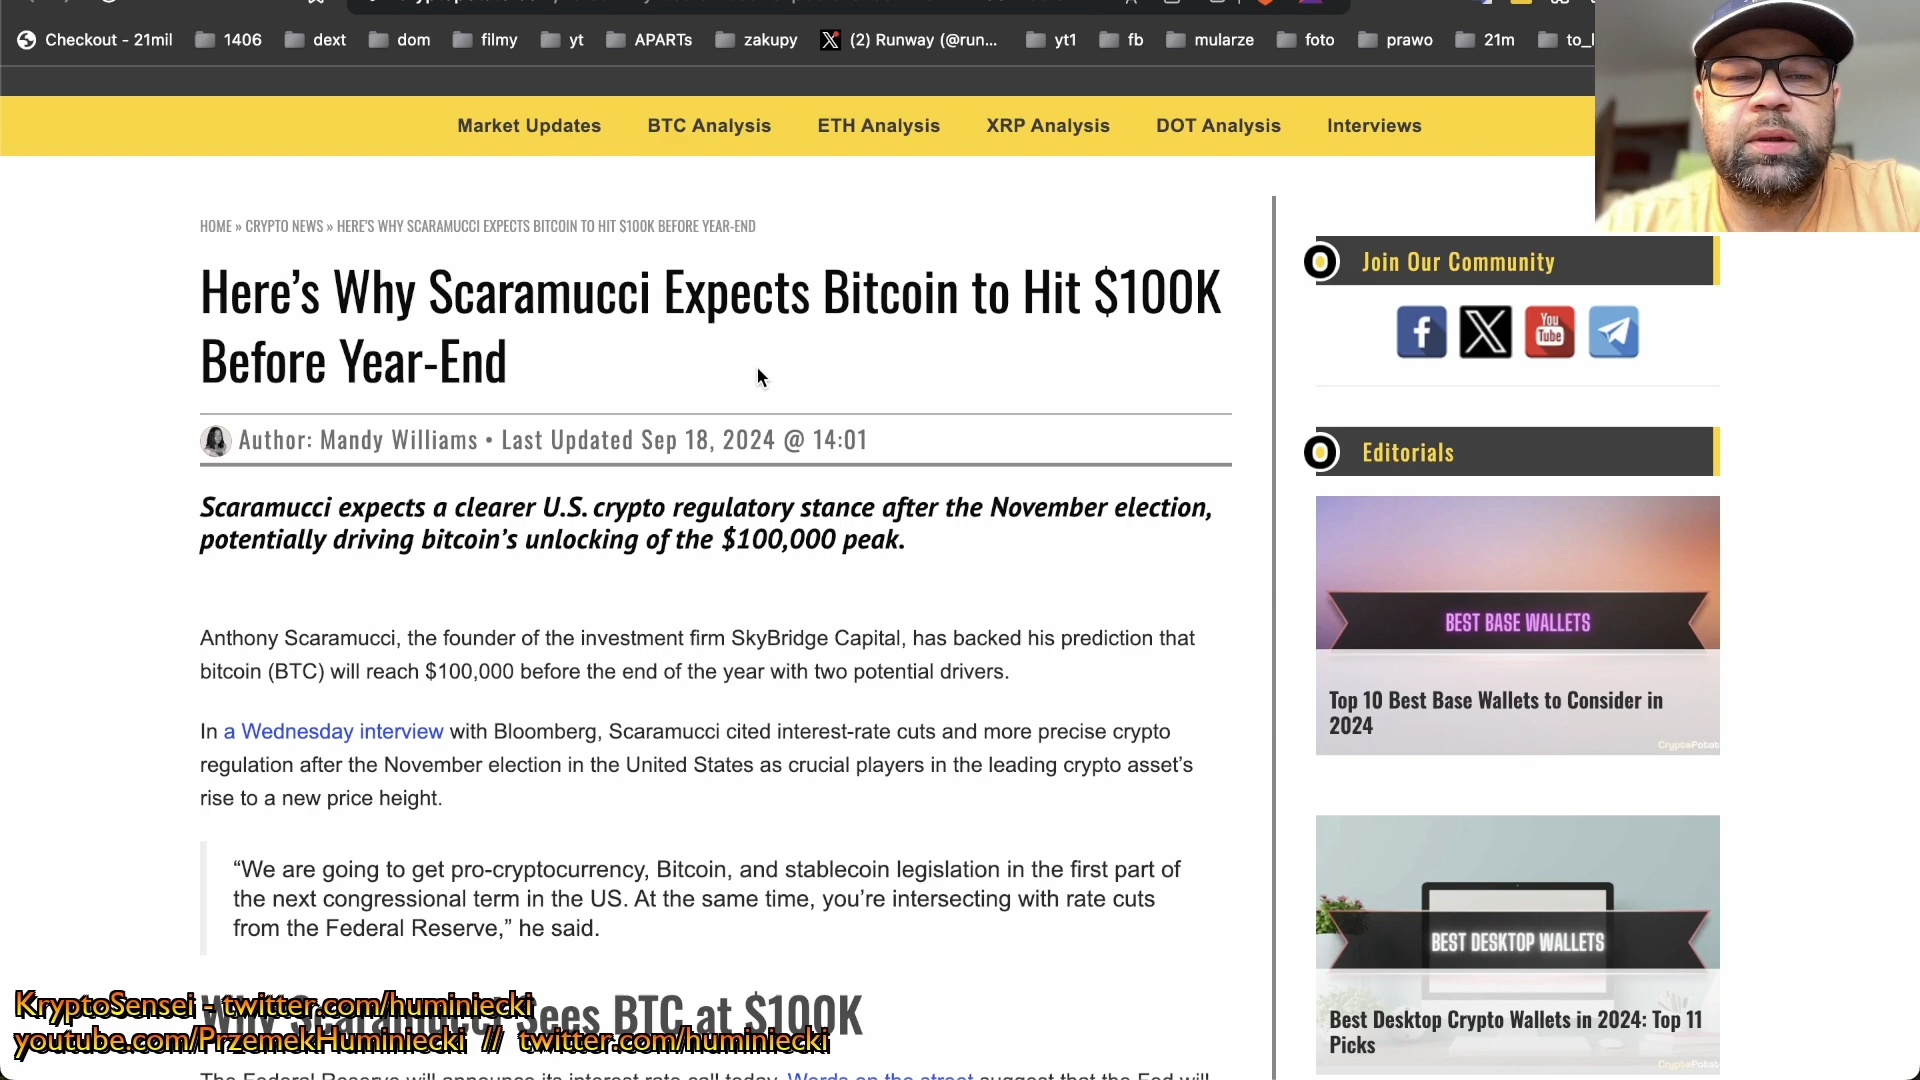 Checkout - 21mil 1406 dext dom filmy yt APARTs zakupy (2) Runway (@run... yt1 fb mularze foto prawo 21m
Market Updates BTC Analysis ETH Analysis XRP Analysis DOT Analysis Interviews
HOME » CRYPTO NEWS » HERE'S WHY SCARAMUCCI EXPECTS BITCOIN TO HIT $100K BEFORE YEAR-END
Here's Why Scaramucci Expects Bitcoin to Hit $100K
Before Year-End
Author: Mandy Williams • Last Updated Sep 18, 2024 @ 14:01
Scaramucci expects a clearer U.S. crypto regulatory stance after the November election,
potentially driving bitcoin's unlocking of the $100,000 peak.
Anthony Scaramucci, the founder of the investment firm SkyBridge Capital, has backed his prediction that
bitcoin (BTC) will reach $100,000 before the end of the year with two potential drivers.
In a Wednesday interview with Bloomberg, Scaramucci cited interest-rate cuts and more precise crypto
regulation after the November election in the United States as crucial players in the leading crypto asset's
rise to a new price height.
“We are going to get pro-cryptocurrency, Bitcoin, and stablecoin legislation in the first part of
the next congressional term in the US. At the same time, you're intersecting with rate cuts
from the Federal Reserve,” he said.
Why Scaramucci Sees BTC at $100K
The Federal Reserve will announce its interest rate call today. Words on the street suggest that the Fed will
Join Our Community
You
Tube
Editorials
BEST BASE WALLETS
Top 10 Best Base Wallets to Consider in
2024
CryptoPotat
BEST DESKTOP WALLETS
Best Desktop Crypto Wallets in 2024: Top 11
Picks
CryptoPotat
KryptoSensei - twitter.com/huminiecki
youtube.com/PrzemekHuminiecki // twitter.com/huminiecki